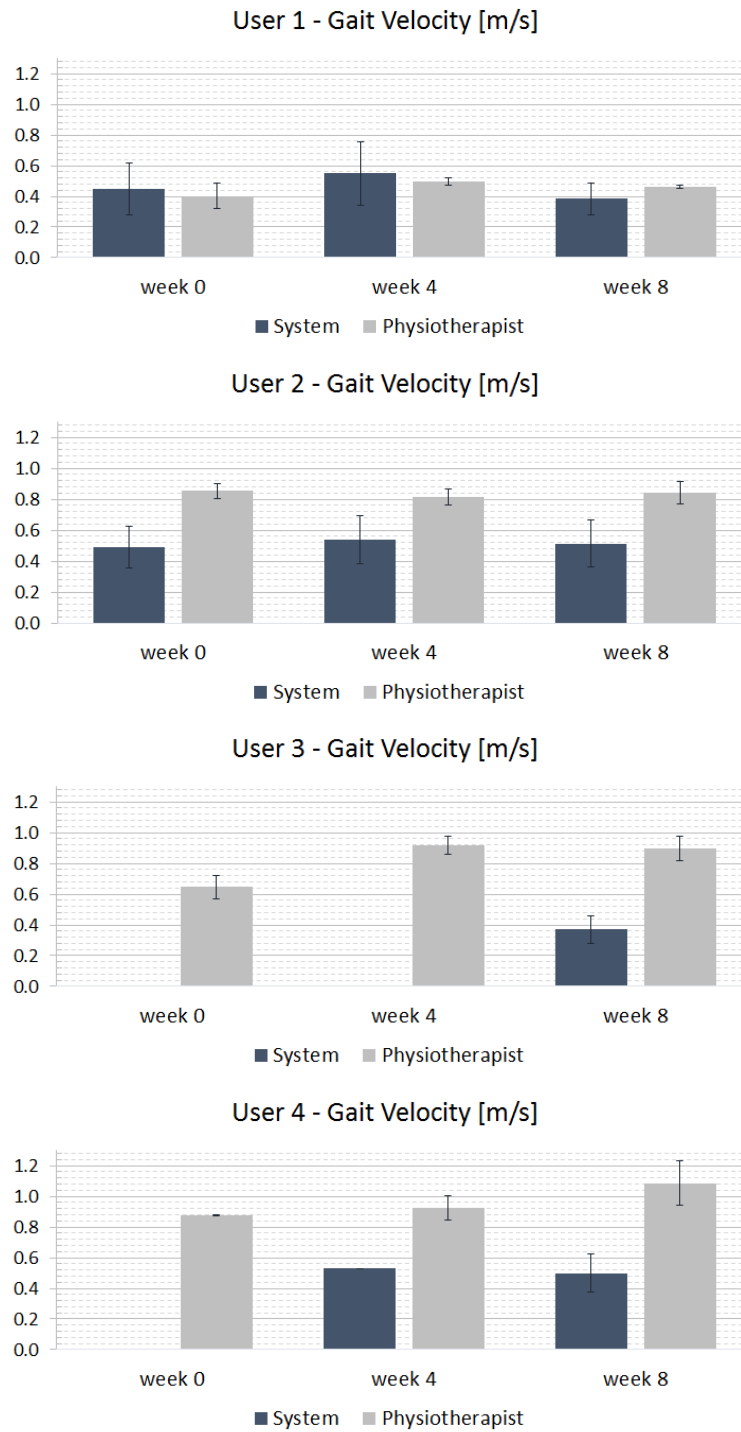 User 1 - Gait Velocity [m/s]
1.2
1.0
0.8
0.6
0.4
0.2
0.0
week 0 week 4 week 8
System Physiotherapist
User 2 - Gait Velocity [m/s]
1.2
1.0
0.8
0.6
0.4
0.2
0.0
week 0 week 4 week 8
System Physiotherapist
User 3 - Gait Velocity [m/s]
1.2
1.0
0.8
0.6
0.4
0.2
0.0
week 0 week 4 week 8
System Physiotherapist
User 4 - Gait Velocity [m/s]
1.2
1.0
0.8
0.6
0.4
0.2
0.0
week 0 week 4 week 8
System Physiotherapist